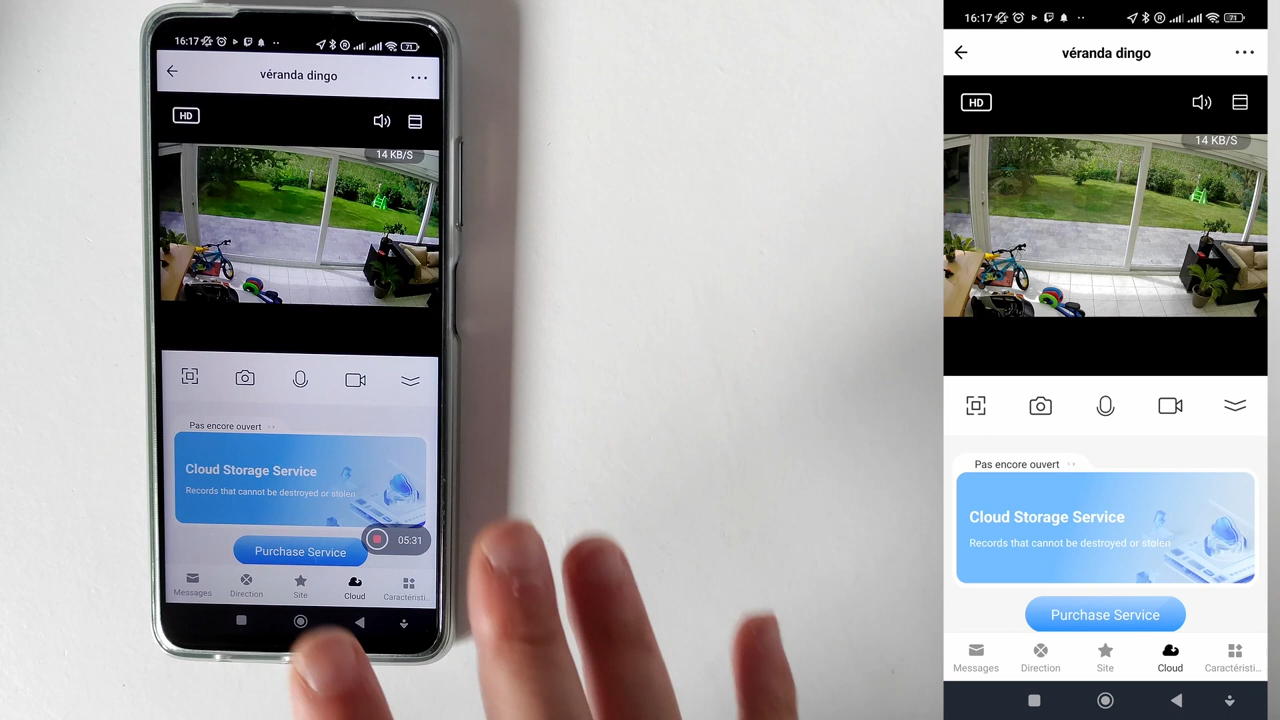 16:17
71
véranda dingo
HD
14 KB/S
Pas encore ouvert
Cloud Storage Service
Records that cannot be destroyed or stolen
05:31
Purchase Service
Messages
Direction
Site
Cloud
Caractéristi...
16:17
71
véranda dingo
HD
14 KB/S
Pas encore ouvert
Cloud Storage Service
Records that cannot be destroyed or stolen
Purchase Service
Messages
Direction
Site
Cloud
Caractéristi...